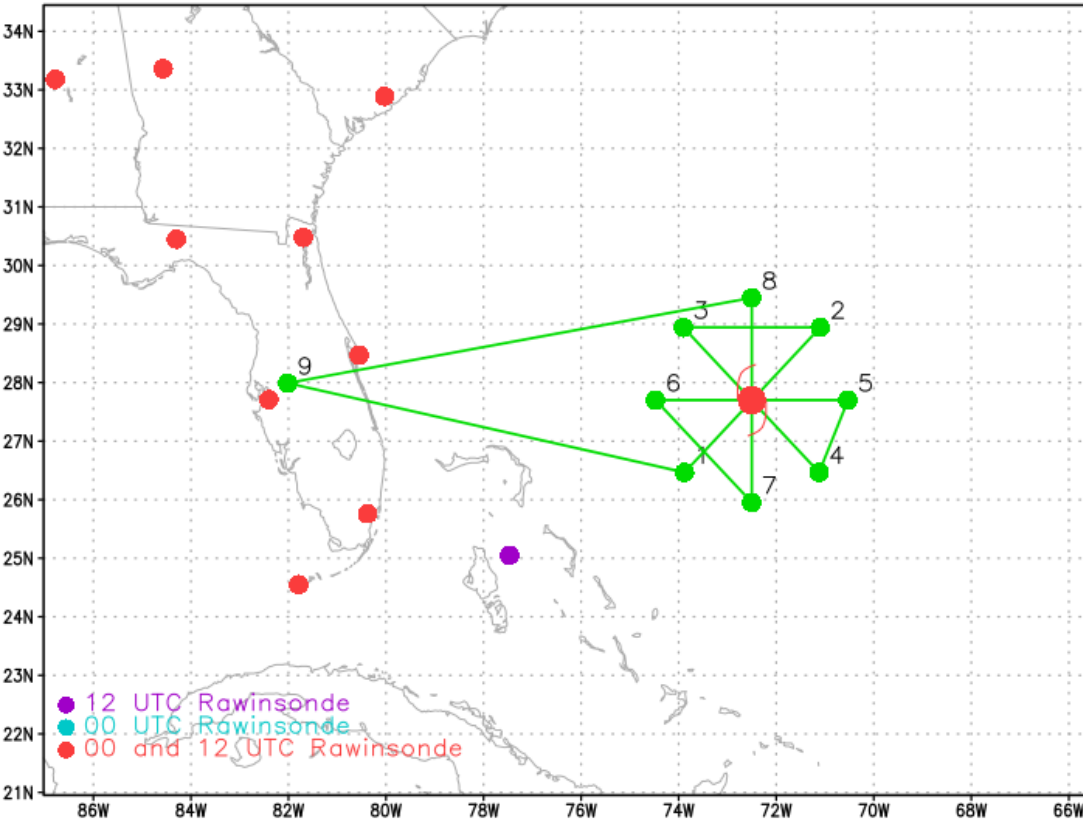 34N
33N
32N
31N
30N
29N
28N
27N
26N
25N
24N
23N
22N
21N
8
3 2
9
6 5
1 4
7
12 UTC Rawinsonde
00 UTC Rawinsonde
00 and 12 UTC Rawinsonde
86W 84W 82W 80W 78W 76W 74W 72W 70W 68W 66W